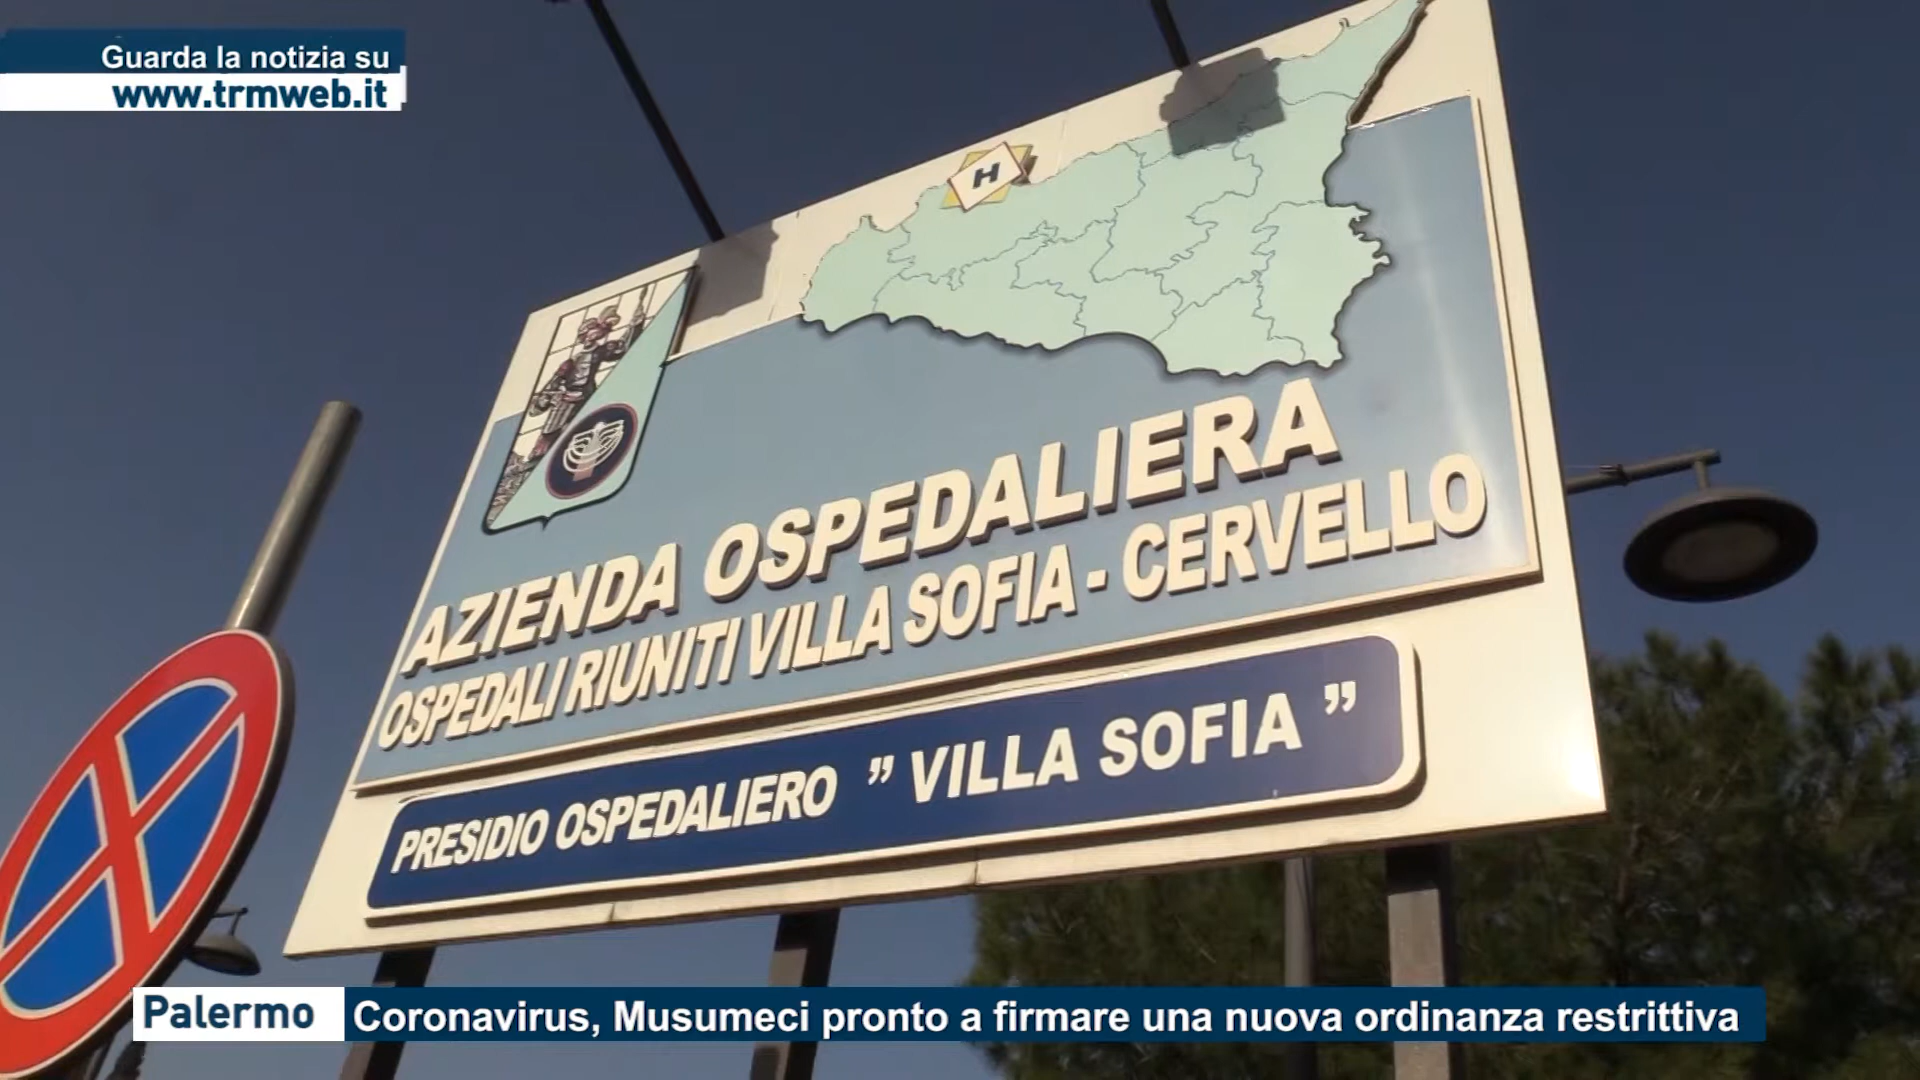 Guarda la notizia su
www.trmweb.it
H
AZIENDA OSPEDALIERA
OSPEDALI RIUNITI VILLA SOFIA - CERVELLO
PRESIDIO OSPEDALIERO " VILLA SOFIA "
Palermo Coronavirus, Musumeci pronto a firmare una nuova ordinanza restrittiva